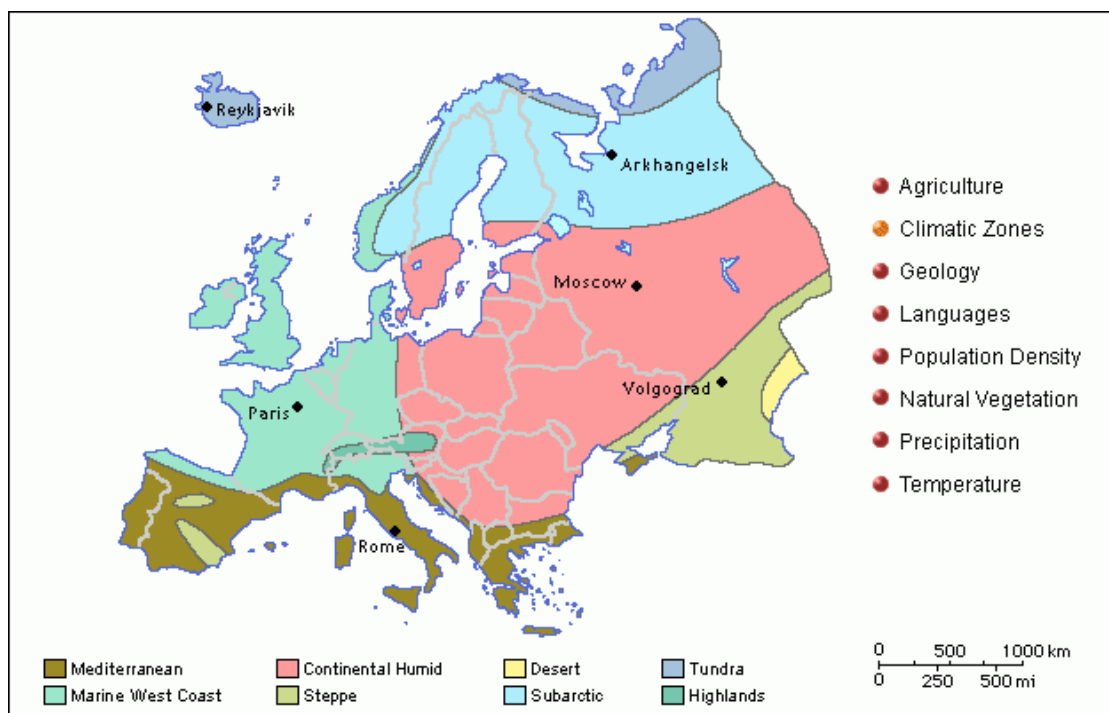 Reykjavik
Arkhangelsk
Moscow
Volgograd
Paris
Rome
Agriculture
Climatic Zones
Geology
Languages
Population Density
Natural Vegetation
Precipitation
Temperature
Mediterranean
Continental Humid
Desert
Tundra
Marine West Coast
Steppe
Subarctic
Highlands
0 500 1000 km
0 250 500 mi